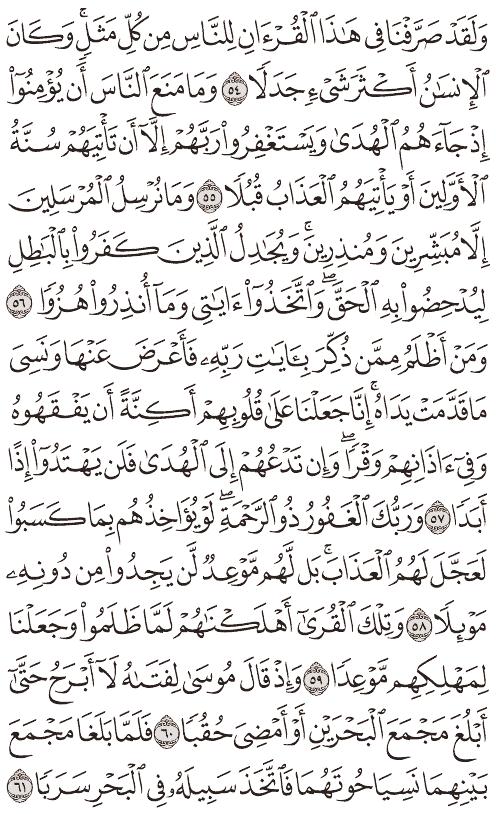 وَلَقَدْ صَرَّفْنَا فِى هَٰذَا ٱلْقُرْءَانِ لِلنَّاسِ مِن كُلِّ مَثَلٍۚ وَكَانَ
ٱلْإِنسَٰنُ أَكْثَرَ شَىْءٍ جَدَلًا ٥٤ وَمَا مَنَعَ ٱلنَّاسَ أَن يُؤْمِنُوٓا۟
إِذْ جَآءَهُمُ ٱلْهُدَىٰ وَيَسْتَغْفِرُوا۟ رَبَّهُمْ إِلَّآ أَن تَأْتِيَهُمْ سُنَّةُ
ٱلْأَوَّلِينَ أَوْ يَأْتِيَهُمُ ٱلْعَذَابُ قُبُلًا ٥٥ وَمَا نُرْسِلُ ٱلْمُرْسَلِينَ
إِلَّا مُبَشِّرِينَ وَمُنذِرِينَۚ وَيُجَٰدِلُ ٱلَّذِينَ كَفَرُوا۟ بِٱلْبَٰطِلِ
لِيُدْحِضُوا۟ بِهِ ٱلْحَقَّۖ وَٱتَّخَذُوٓا۟ ءَايَٰتِى وَمَآ أُنذِرُوا۟ هُزُوًا ٥٦
وَمَنْ أَظْلَمُ مِمَّن ذُكِّرَ بِـَٔايَٰتِ رَبِّهِۦ فَأَعْرَضَ عَنْهَا وَنَسِىَ
مَا قَدَّمَتْ يَدَاهُۚ إِنَّا جَعَلْنَا عَلَىٰ قُلُوبِهِمْ أَكِنَّةً أَن يَفْقَهُوهُ
وَفِىٓ ءَاذَانِهِمْ وَقْرًاۖ وَإِن تَدْعُهُمْ إِلَى ٱلْهُدَىٰ فَلَن يَهْتَدُوٓا۟ إِذًا
أَبَدًا ٥٧ وَرَبُّكَ ٱلْغَفُورُ ذُو ٱلرَّحْمَةِۖ لَوْ يُؤَاخِذُهُم بِمَا كَسَبُوا۟
لَعَجَّلَ لَهُمُ ٱلْعَذَابَۚ بَل لَّهُم مَّوْعِدٌ لَّن يَجِدُوا۟ مِن دُونِهِۦ
مَوْئِلًا ٥٨ وَتِلْكَ ٱلْقُرَىٰٓ أَهْلَكْنَٰهُمْ لَمَّا ظَلَمُوا۟ وَجَعَلْنَا
لِمَهْلِكِهِم مَّوْعِدًا ٥٩ وَإِذْ قَالَ مُوسَىٰ لِفَتَىٰهُ لَآ أَبْرَحُ حَتَّىٰٓ
أَبْلُغَ مَجْمَعَ ٱلْبَحْرَيْنِ أَوْ أَمْضِىَ حُقُبًا ٦٠ فَلَمَّا بَلَغَا مَجْمَعَ
بَيْنِهِمَا نَسِيَا حُوتَهُمَا فَٱتَّخَذَ سَبِيلَهُۥ فِى ٱلْبَحْرِ سَرَبًا ٦١